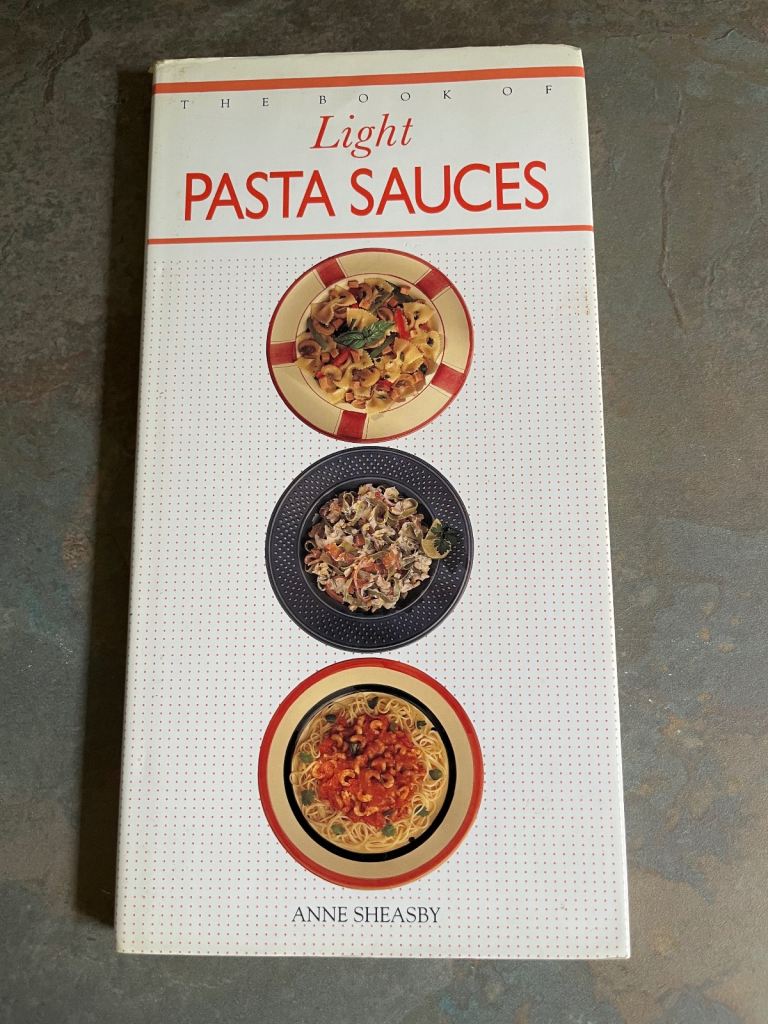 THE BOOK OF
Light
PASTA SAUCES
ANNE SHEASBY